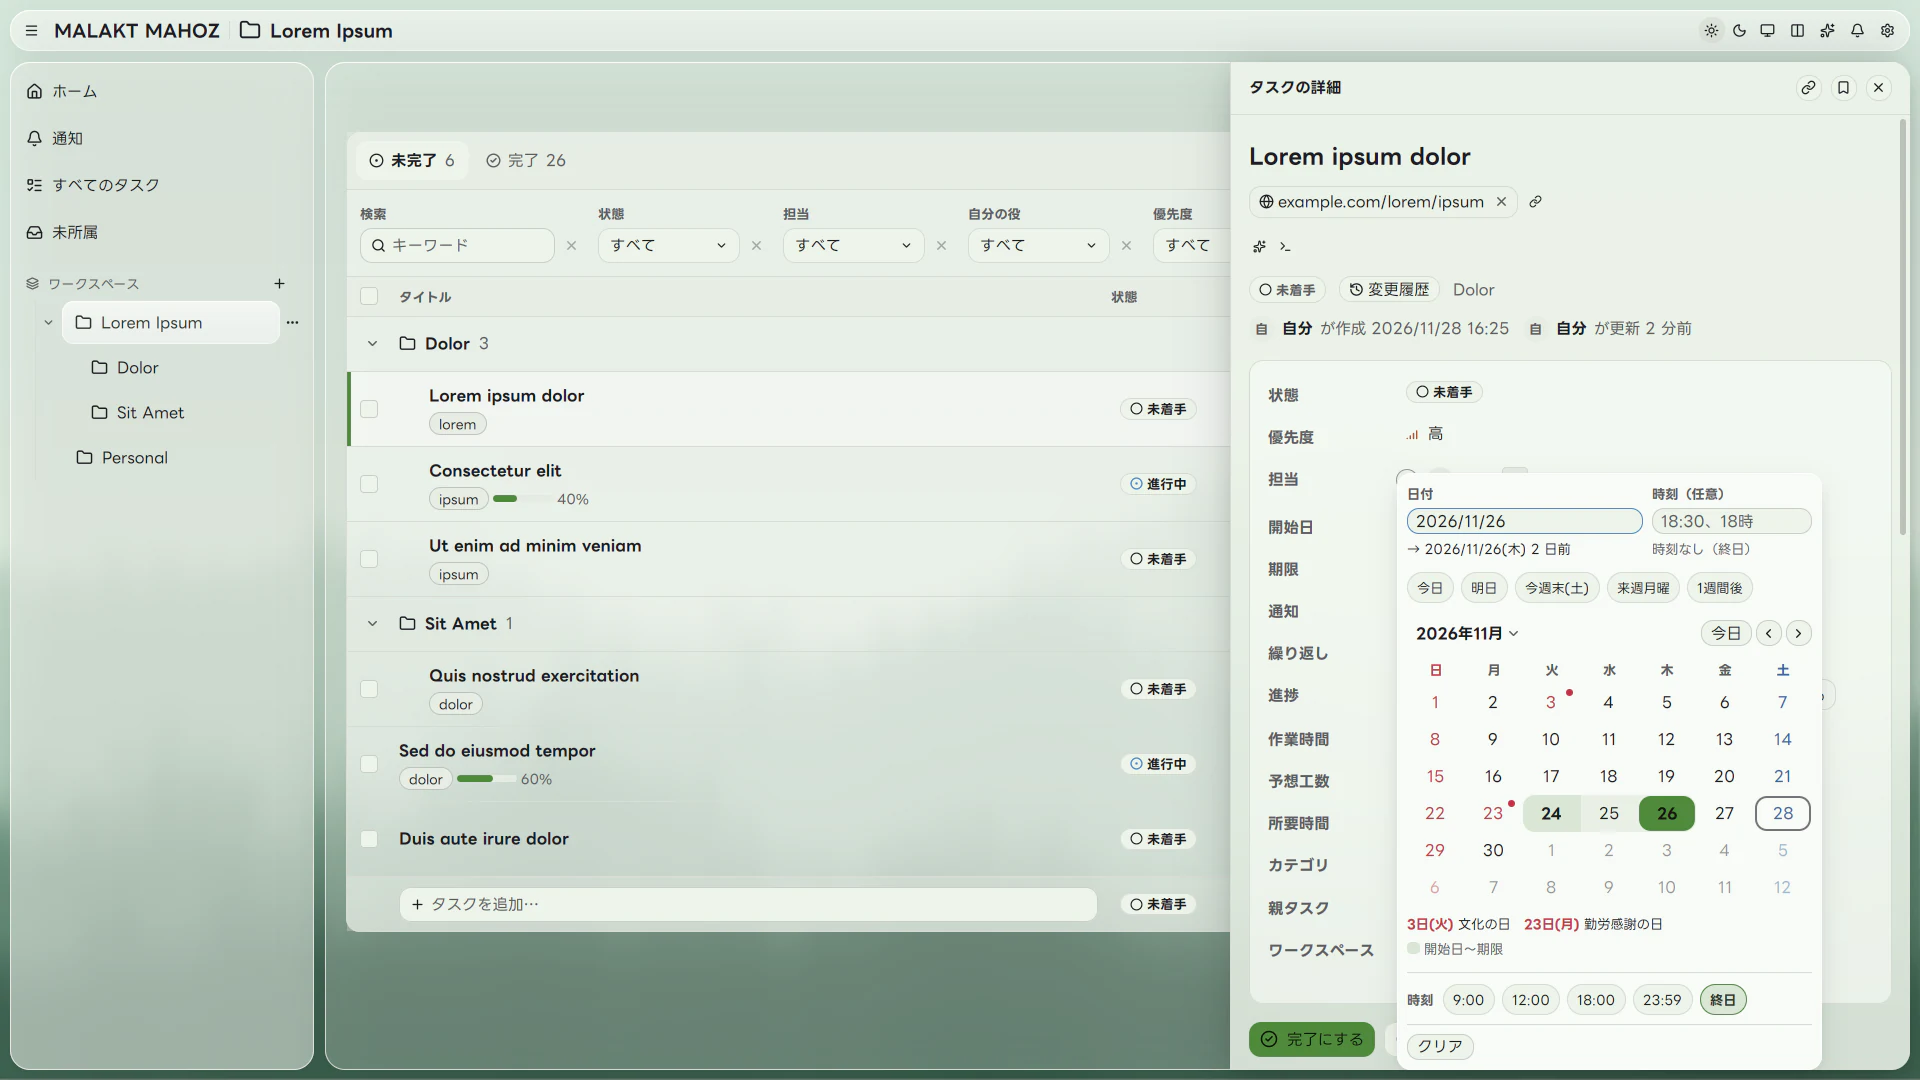 MALAKT MAHOZ Lorem Ipsum
ホーム
通知
すべてのタスク
未所属
ワークスペース
Lorem Ipsum
Dolor
Sit Amet
Personal
未完了 6 完了 26
検索 状態 担当 自分の役 優先度
キーワード すべて すべて すべて すべて
タイトル 状態
Dolor 3
Lorem ipsum dolor
lorem
未着手
Consectetur elit
ipsum 40%
進行中
Ut enim ad minim veniam
ipsum
未着手
Sit Amet 1
Quis nostrud exercitation
dolor
未着手
Sed do eiusmod tempor
dolor 60%
進行中
Duis aute irure dolor
未着手
タスクを追加…
未着手
タスクの詳細
Lorem ipsum dolor
example.com/lorem/ipsum
未着手 変更履歴 Dolor
自 自分 が作成 2026/11/28 16:25 自 自分 が更新 2 分前
状態 未着手
優先度 高
担当
開始日
期限
通知
繰り返し
進捗
作業時間
予想工数
所要時間
カテゴリ
親タスク
ワークスペース
完了にする
日付 時刻（任意）
2026/11/26 18:30、18時
→ 2026/11/26(木) 2 日前 時刻なし（終日）
今日 明日 今週末(土) 来週月曜 1週間後
2026年11月 今日
日 月 火 水 木 金 土
1 2 3 4 5 6 7
8 9 10 11 12 13 14
15 16 17 18 19 20 21
22 23 24 25 26 27 28
29 30 1 2 3 4 5
6 7 8 9 10 11 12
3日(火) 文化の日 23日(月) 勤労感謝の日
開始日〜期限
時刻 9:00 12:00 18:00 23:59 終日
クリア